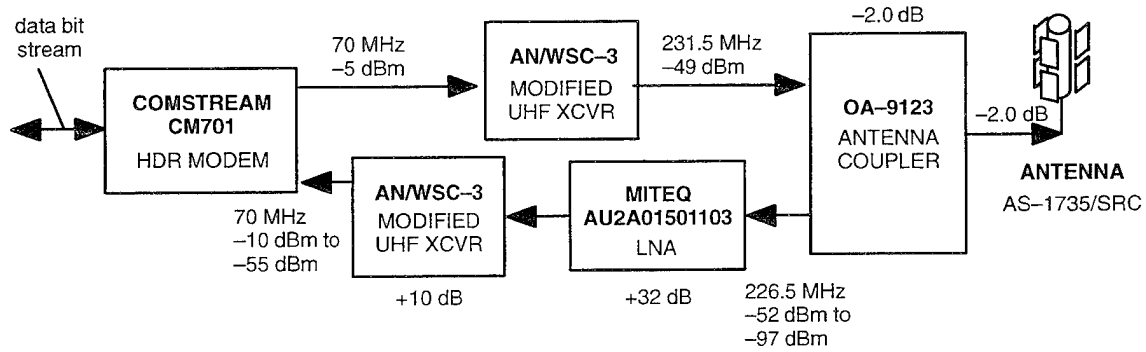 data bit
stream
COMSTREAM
CM701
HDR MODEM
70 MHz
–5 dBm
AN/WSC–3
MODIFIED
UHF XCVR
231.5 MHz
–49 dBm
–2.0 dB
OA–9123
ANTENNA
COUPLER
–2.0 dB
ANTENNA
AS–1735/SRC
70 MHz
–10 dBm to
–55 dBm
AN/WSC–3
MODIFIED
UHF XCVR
+10 dB
MITEQ
AU2A01501103
LNA
+32 dB
226.5 MHz
–52 dBm to
–97 dBm